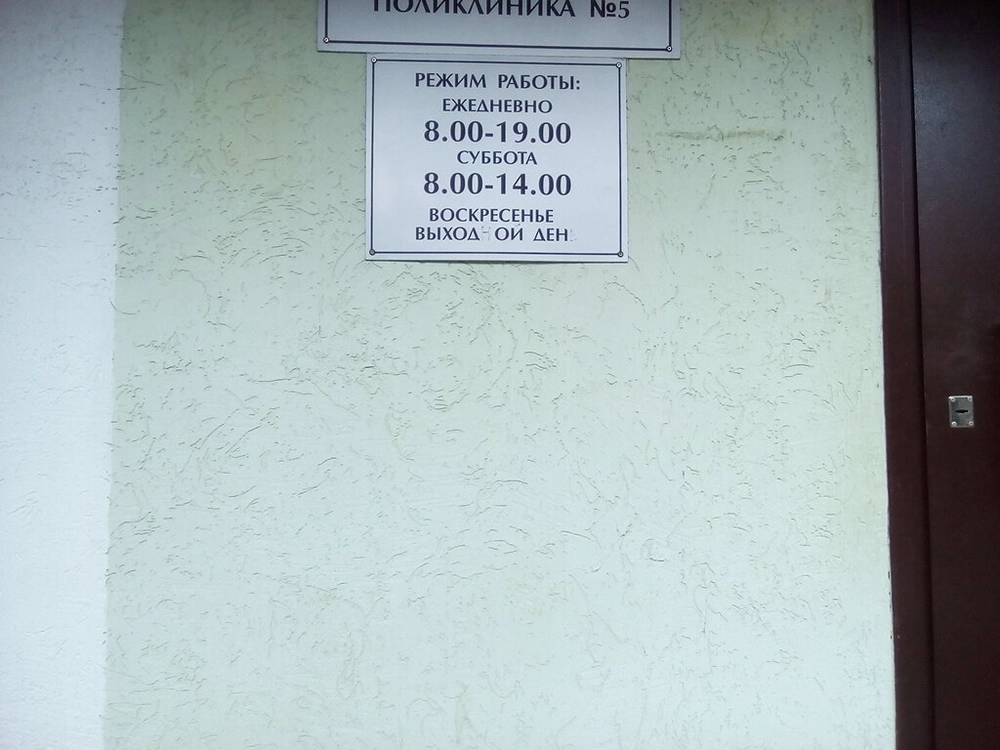 ПОЛИКЛИНИКА №5
РЕЖИМ РАБОТЫ:
ЕЖЕДНЕВНО
8.00-19.00
СУББОТА
8.00-14.00
ВОСКРЕСЕНЬЕ
ВЫХОДНОЙ ДЕНЬ